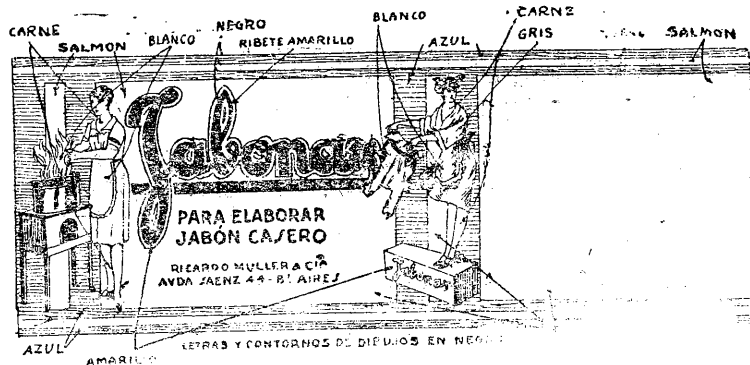 CARNE
SALMON
BLANCO
NEGRO
RIBETE AMARILLO
BLANCO
AZUL
CARNE
GRIS
SALMON
Jabonax
PARA ELABORAR
JABÓN CASERO
RICARDO MULLER & CIA
AVDA SAENZ 44 - Bs AIRES
AZUL
AMARILLO
LETRAS Y CONTORNOS DE DIBUJOS EN NEGRO